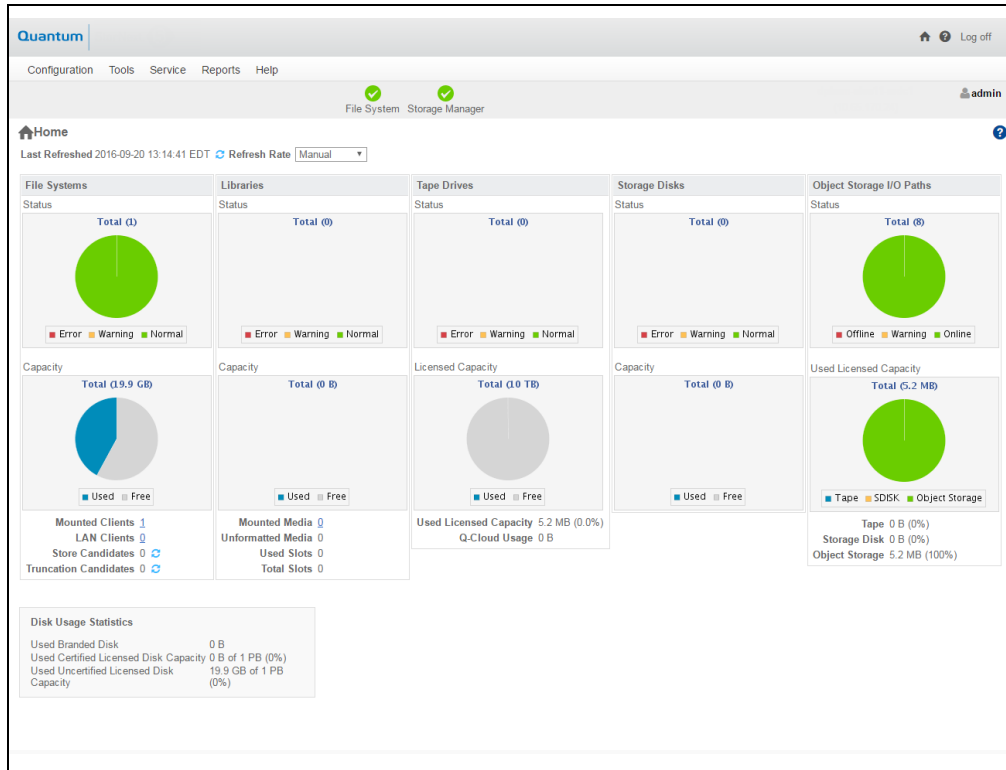 Quantum
Log off
Configuration Tools Service Reports Help
File System Storage Manager
admin
Home
Last Refreshed 2016-09-20 13:14:41 EDT Refresh Rate Manual
File Systems
Status
Total (1)
Error Warning Normal
Capacity
Total (19.9 GB)
Used Free
Mounted Clients 1
LAN Clients 0
Store Candidates 0
Truncation Candidates 0
Libraries
Status
Total (0)
Error Warning Normal
Capacity
Total (0 B)
Used Free
Mounted Media 0
Unformatted Media 0
Used Slots 0
Total Slots 0
Tape Drives
Status
Total (0)
Error Warning Normal
Licensed Capacity
Total (10 TB)
Used Free
Used Licensed Capacity 5.2 MB (0.0%)
Q-Cloud Usage 0 B
Storage Disks
Status
Total (0)
Error Warning Normal
Capacity
Total (0 B)
Used Free
Object Storage I/O Paths
Status
Total (8)
Offline Warning Online
Used Licensed Capacity
Total (5.2 MB)
Tape SDISK Object Storage
Tape 0 B (0%)
Storage Disk 0 B (0%)
Object Storage 5.2 MB (100%)
Disk Usage Statistics
Used Branded Disk 0 B
Used Certified Licensed Disk Capacity 0 B of 1 PB (0%)
Used Uncertified Licensed Disk 19.9 GB of 1 PB
Capacity (0%)